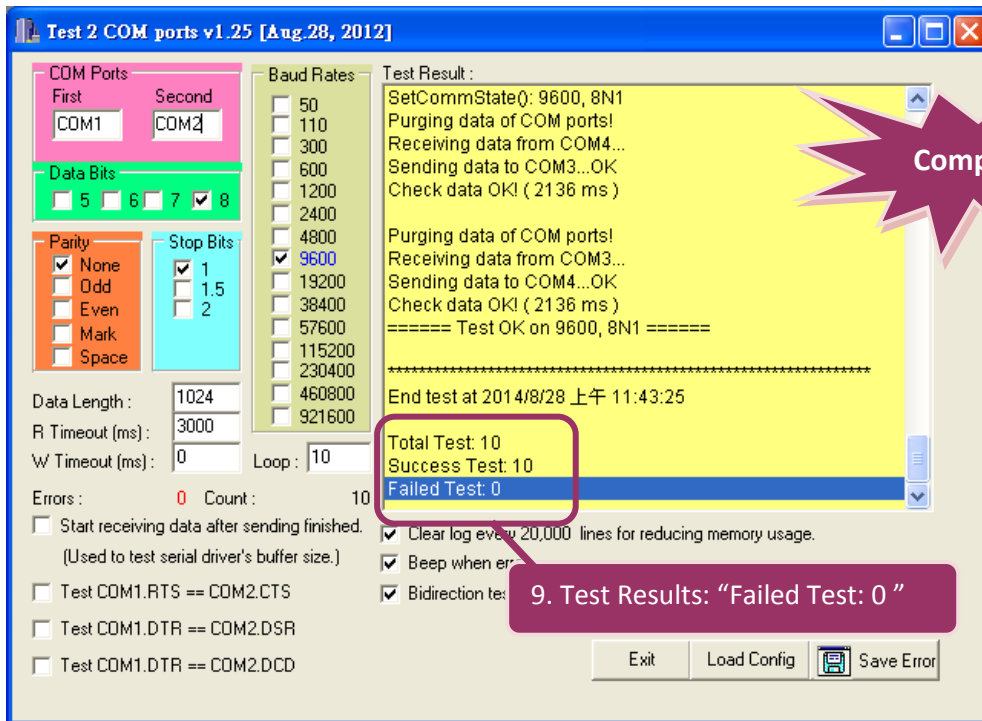 Test 2 COM ports v1.25 [Aug.28, 2012]
COM Ports
First Second
COM1 COM2
Data Bits
5 6 7 8
Parity
None
Odd
Even
Mark
Space
Stop Bits
1
1.5
2
Baud Rates
50
110
300
600
1200
2400
4800
9600
19200
38400
57600
115200
230400
460800
921600
Data Length : 1024
R Timeout (ms) : 3000
W Timeout (ms) : 0
Loop : 10
Errors : 0 Count : 10
Start receiving data after sending finished.
(Used to test serial driver's buffer size.)
Test COM1.RTS == COM2.CTS
Test COM1.DTR == COM2.DSR
Test COM1.DTR == COM2.DCD
Test Result :
SetCommState(): 9600, 8N1
Purging data of COM ports!
Receiving data from COM4...
Sending data to COM3...OK
Check data OK! ( 2136 ms )
Purging data of COM ports!
Receiving data from COM3...
Sending data to COM4...OK
Check data OK! ( 2136 ms )
====== Test OK on 9600, 8N1 ======
**********************************************************************
End test at 2014/8/28 上午 11:43:25
Total Test: 10
Success Test: 10
Failed Test: 0
Clear log every 20,000 lines for reducing memory usage.
Beep when
Bidirection
9. Test Results: “Failed Test: 0 ”
Exit Load Config Save Error